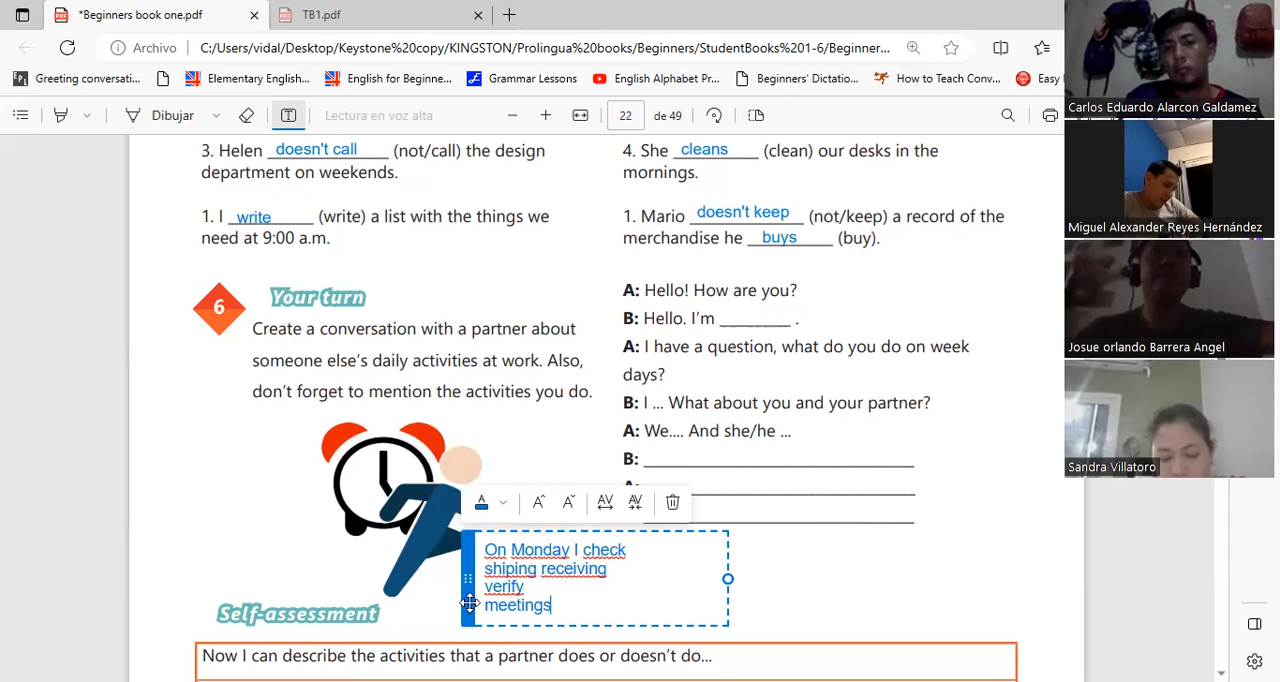 *Beginners book one.pdf
TB1.pdf
Archivo
C:/Users/vidal/Desktop/Keystone%20copy/KINGSTON/Prolingua%20books/Beginners/StudentBooks%201-6/Beginner...
Greeting conversati...
Elementary English...
English for Beginne...
Grammar Lessons
English Alphabet Pr...
Beginners' Dictatio...
How to Teach Conv...
Easy
Dibujar
Lectura en voz alta
22
de 49
3. Helen doesn't call (not/call) the design
department on weekends.
1. I write (write) a list with the things we
need at 9:00 a.m.
4. She cleans (clean) our desks in the
mornings.
1. Mario doesn't keep (not/keep) a record of the
merchandise he buys (buy).
6
Your turn
Create a conversation with a partner about
someone else's daily activities at work. Also,
don't forget to mention the activities you do.
A: Hello! How are you?
B: Hello. I'm __________ .
A: I have a question, what do you do on week
days?
B: I ... What about you and your partner?
A: We.... And she/he ...
B:
On Monday I check
shiping receiving
verify
meetings
Self-assessment
Now I can describe the activities that a partner does or doesn't do...
Carlos Eduardo Alarcon Galdamez
Miguel Alexander Reyes Hernández
Josue orlando Barrera Angel
Sandra Villatoro